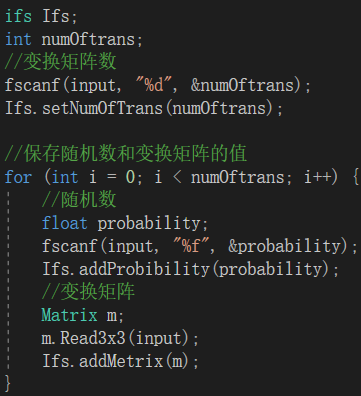 ifs Ifs;
int numOftrans;
//变换矩阵数
fscanf(input, "%d", &numOftrans);
Ifs.setNumOfTrans(numOftrans);
//保存随机数和变换矩阵的值
for (int i = 0; i < numOftrans; i++) {
//随机数
float probability;
fscanf(input, "%f", &probability);
Ifs.addProbibility(probability);
//变换矩阵
Matrix m;
m.Read3x3(input);
Ifs.addMetrix(m);
}